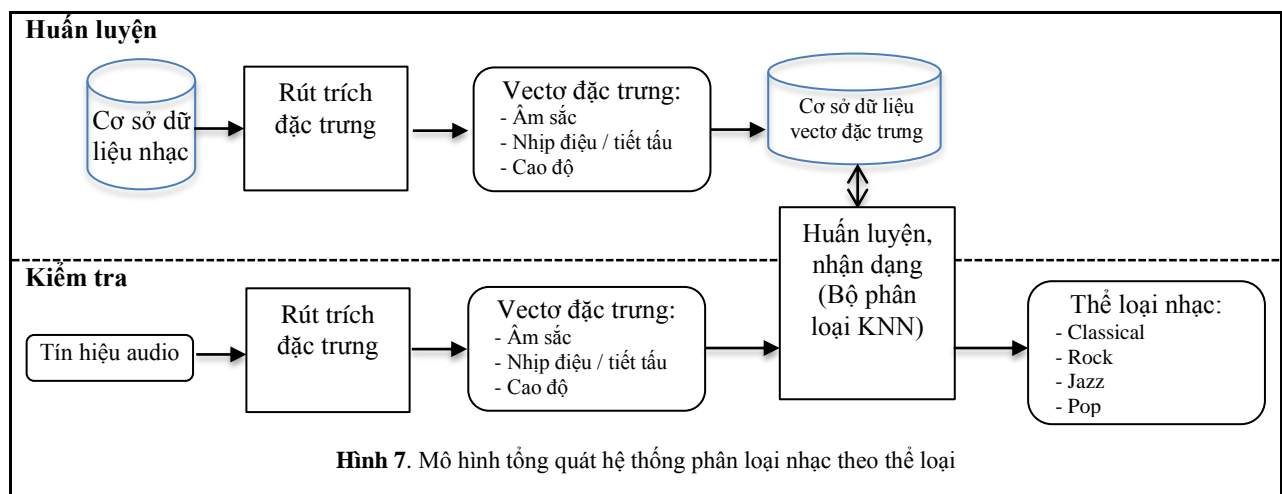 Huấn luyện
Cơ sở dữ
liệu nhạc
Rút trích
đặc trưng
Vectơ đặc trưng:
- Âm sắc
- Nhịp điệu / tiết tấu
- Cao độ
Cơ sở dữ liệu
vectơ đặc trưng
Huấn luyện,
nhận dạng
(Bộ phân
loại KNN)
Kiểm tra
Tín hiệu audio
Rút trích
đặc trưng
Vectơ đặc trưng:
- Âm sắc
- Nhịp điệu / tiết tấu
- Cao độ
Thể loại nhạc:
- Classical
- Rock
- Jazz
- Pop
Hình 7. Mô hình tổng quát hệ thống phân loại nhạc theo thể loại